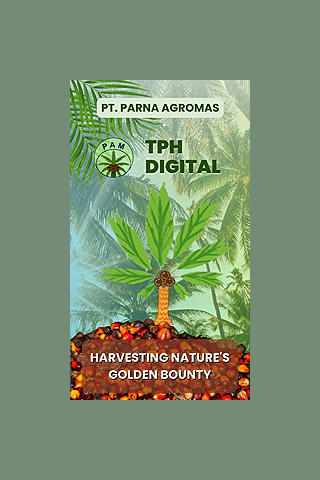 PT. PARNA AGROMAS
PAM
TPH
DIGITAL
HARVESTING NATURE'S
GOLDEN BOUNTY